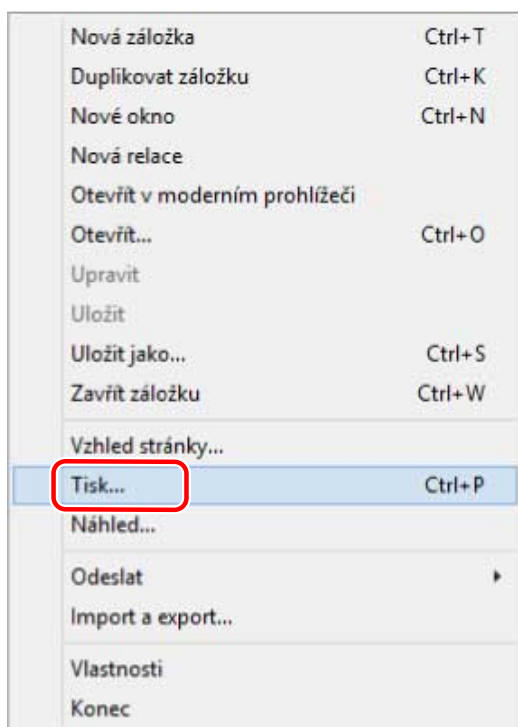 Nová záložka Ctrl+T
Duplikovat záložku Ctrl+K
Nové okno Ctrl+N
Nová relace
Otevřít v moderním prohlížeči
Otevřít... Ctrl+O
Upravit
Uložit
Uložit jako... Ctrl+S
Zavřít záložku Ctrl+W
Vzhled stránky...
Tisk... Ctrl+P
Náhled...
Odeslat
Import a export...
Vlastnosti
Konec